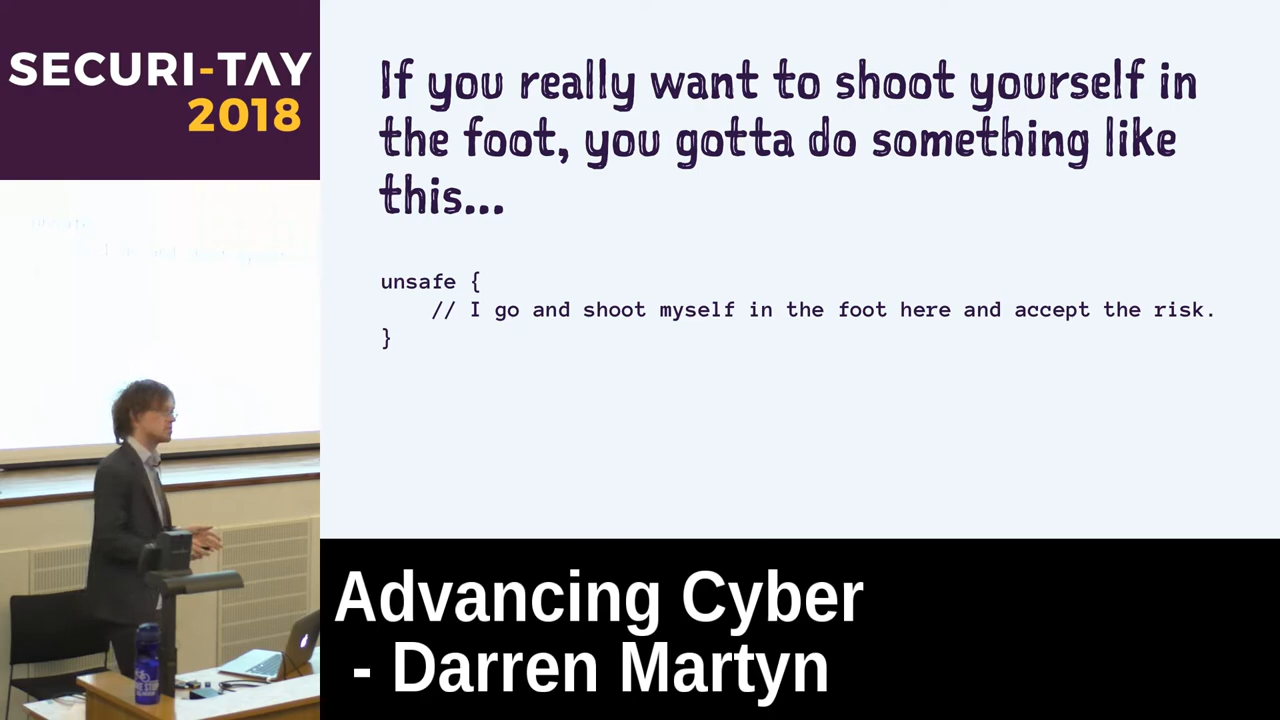 SECURI-TAY
2018
If you really want to shoot yourself in
the foot, you gotta do something like
this...
unsafe {
// I go and shoot myself in the foot here and accept the risk.
}
Advancing Cyber
- Darren Martyn